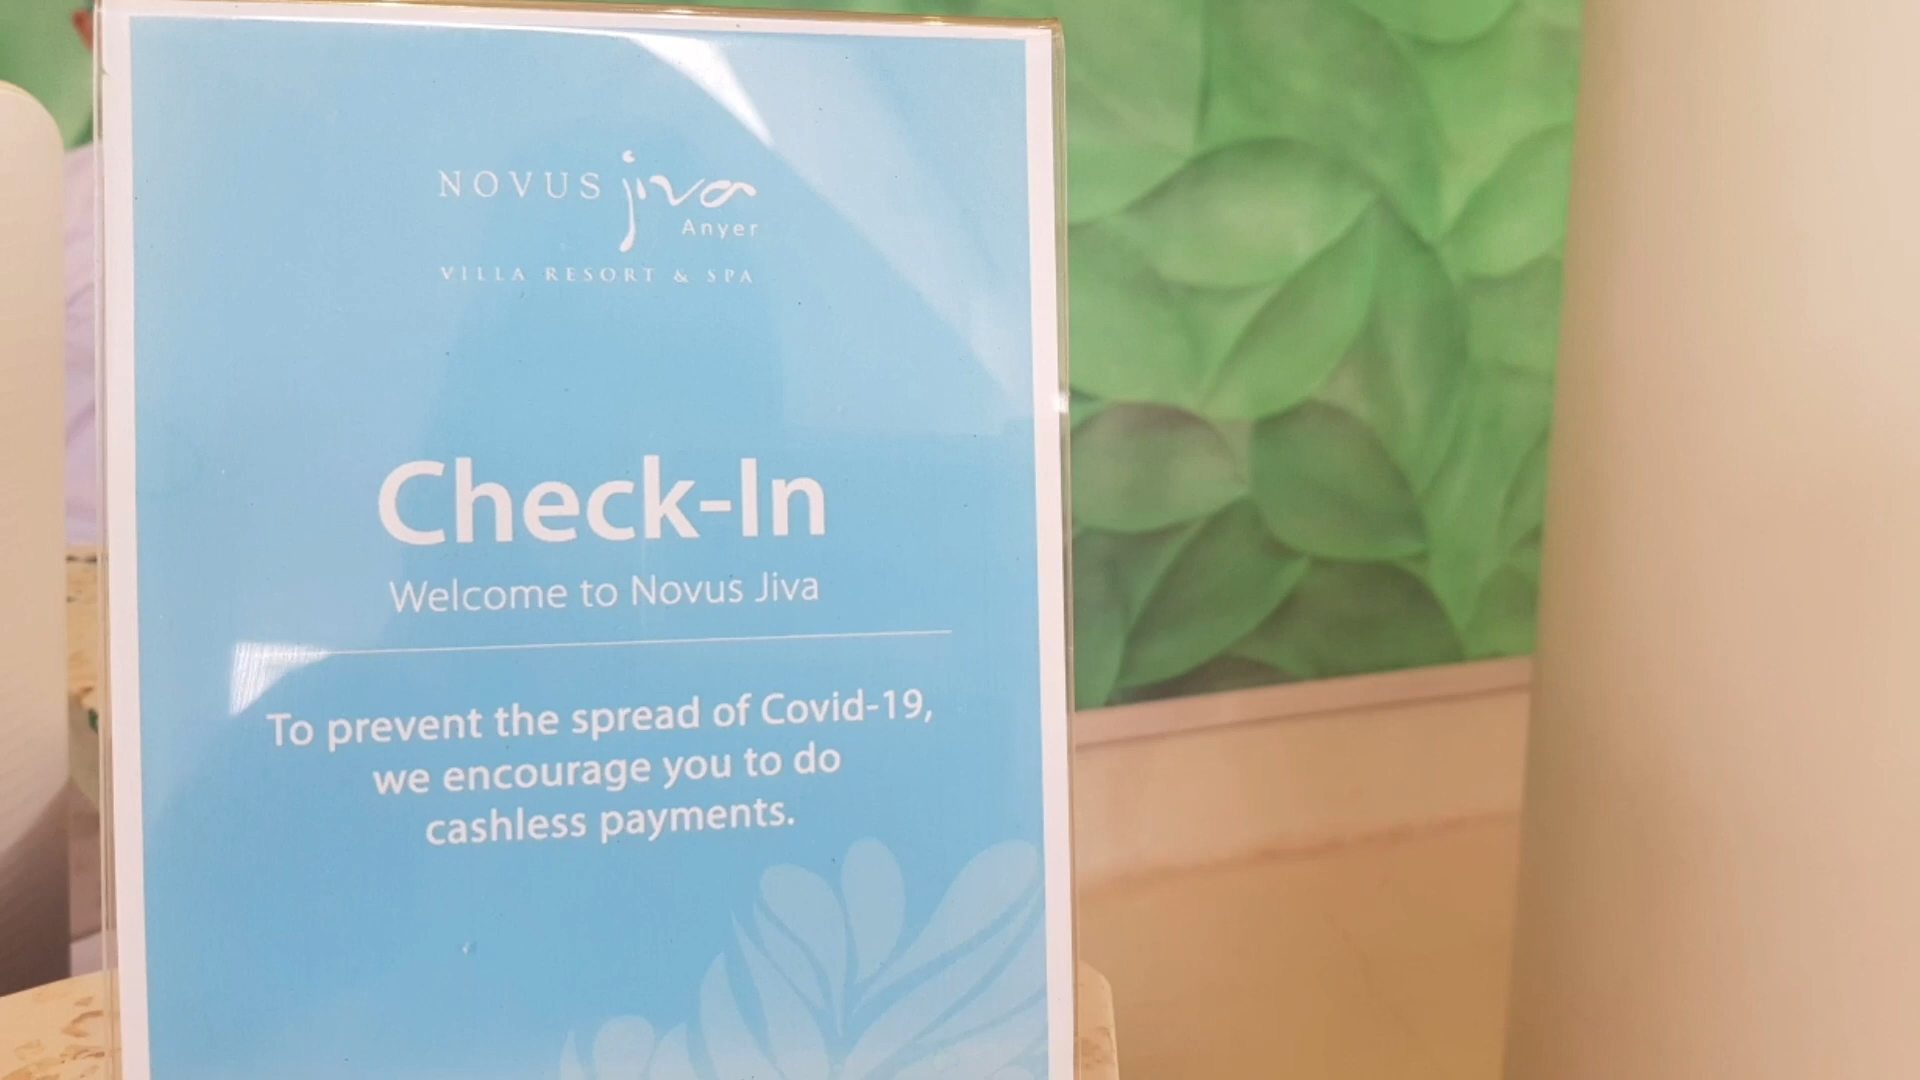 NOVUS jiva
Anyer
VILLA RESORT & SPA
Check-In
Welcome to Novus Jiva
To prevent the spread of Covid-19,
we encourage you to do
cashless payments.